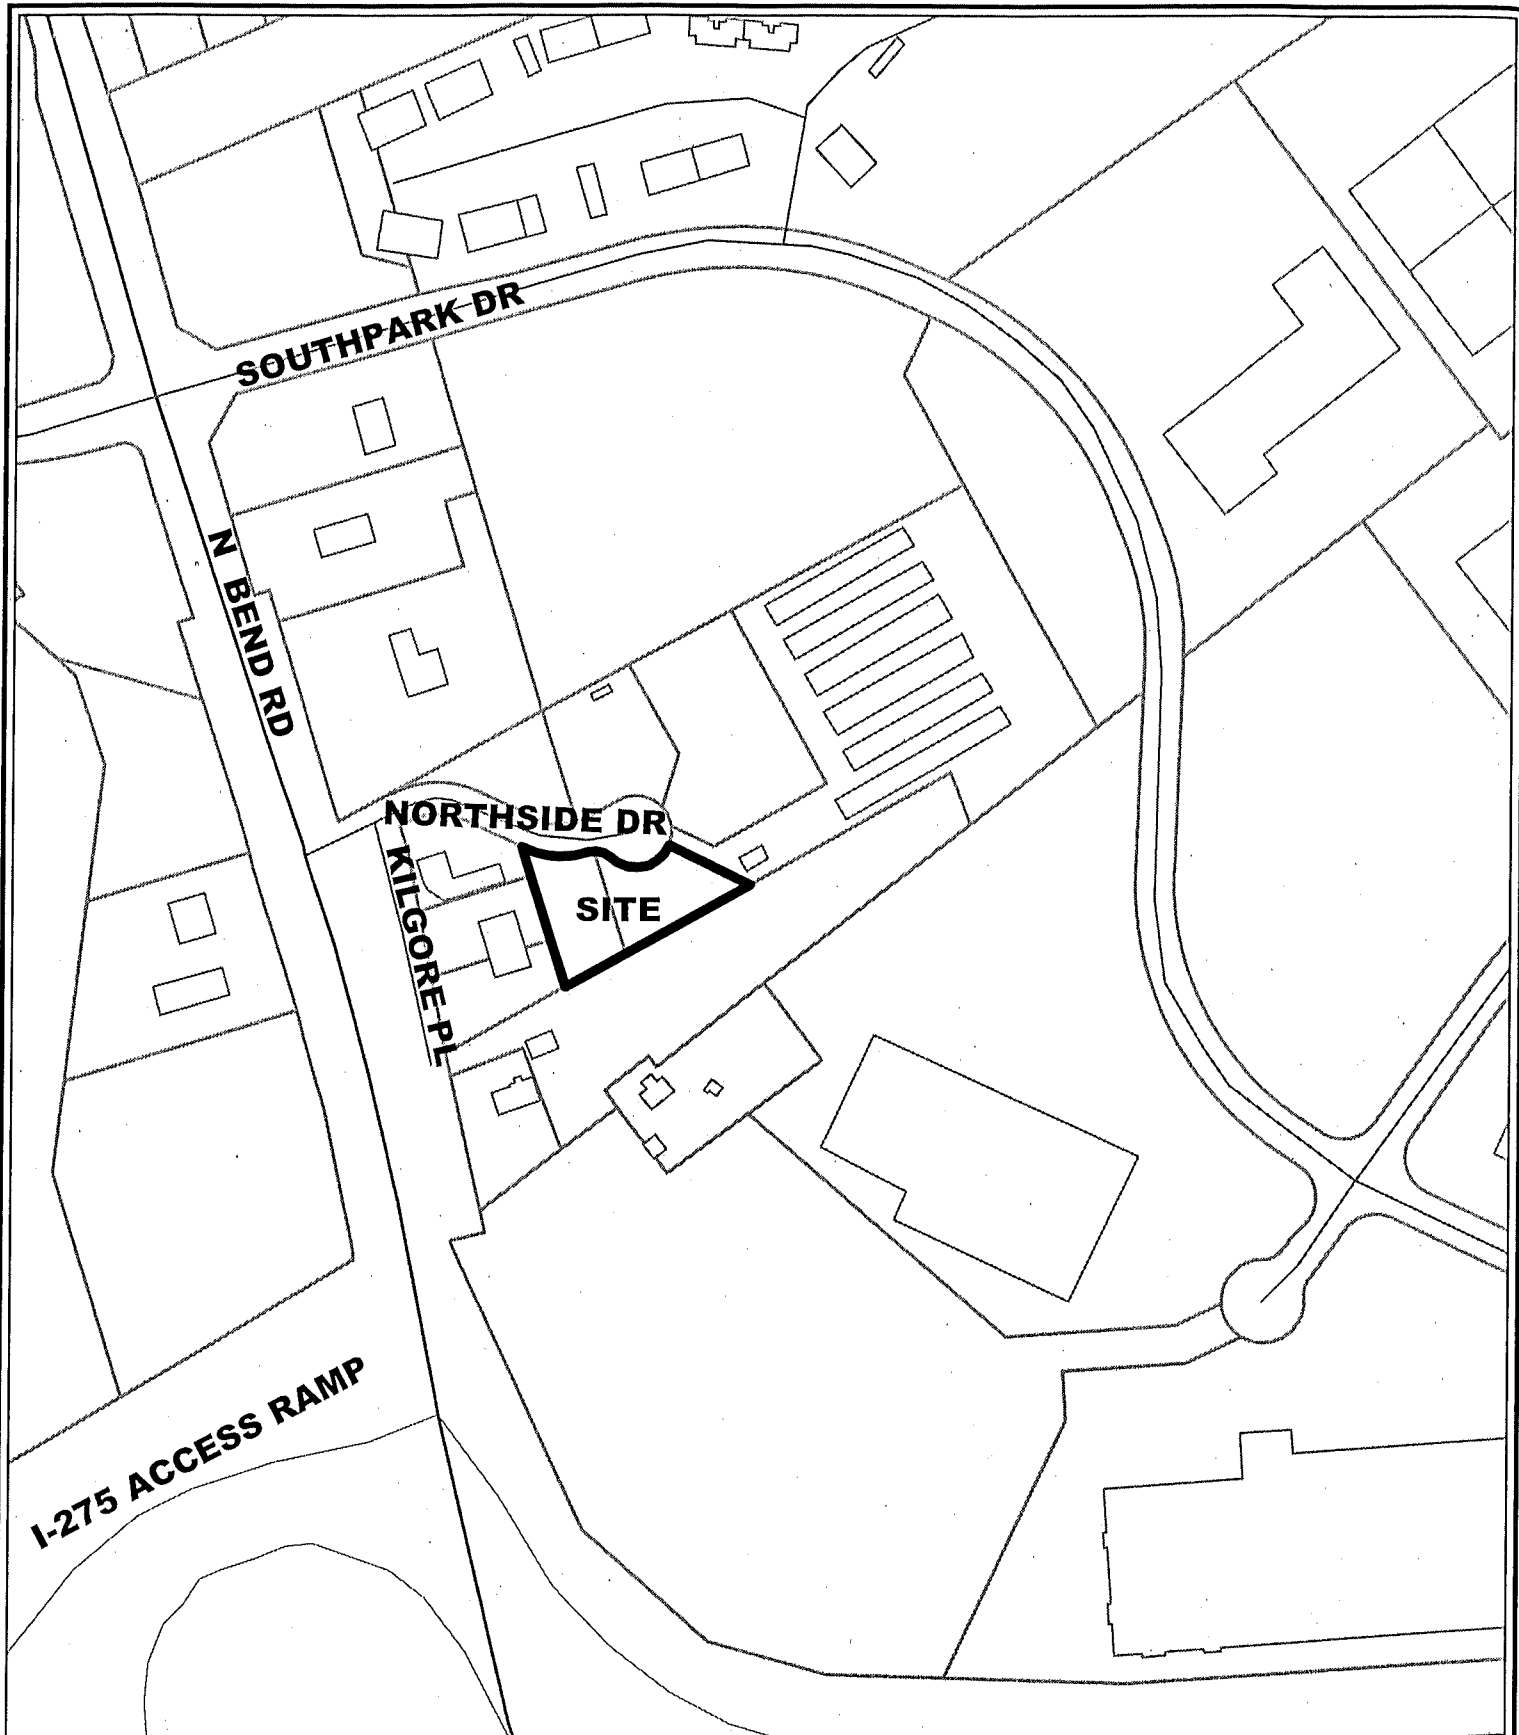 SOUTHPARK DR
N BEND RD
NORTHSIDE DR
KILGORE PL
SITE
I-275 ACCESS RAMP